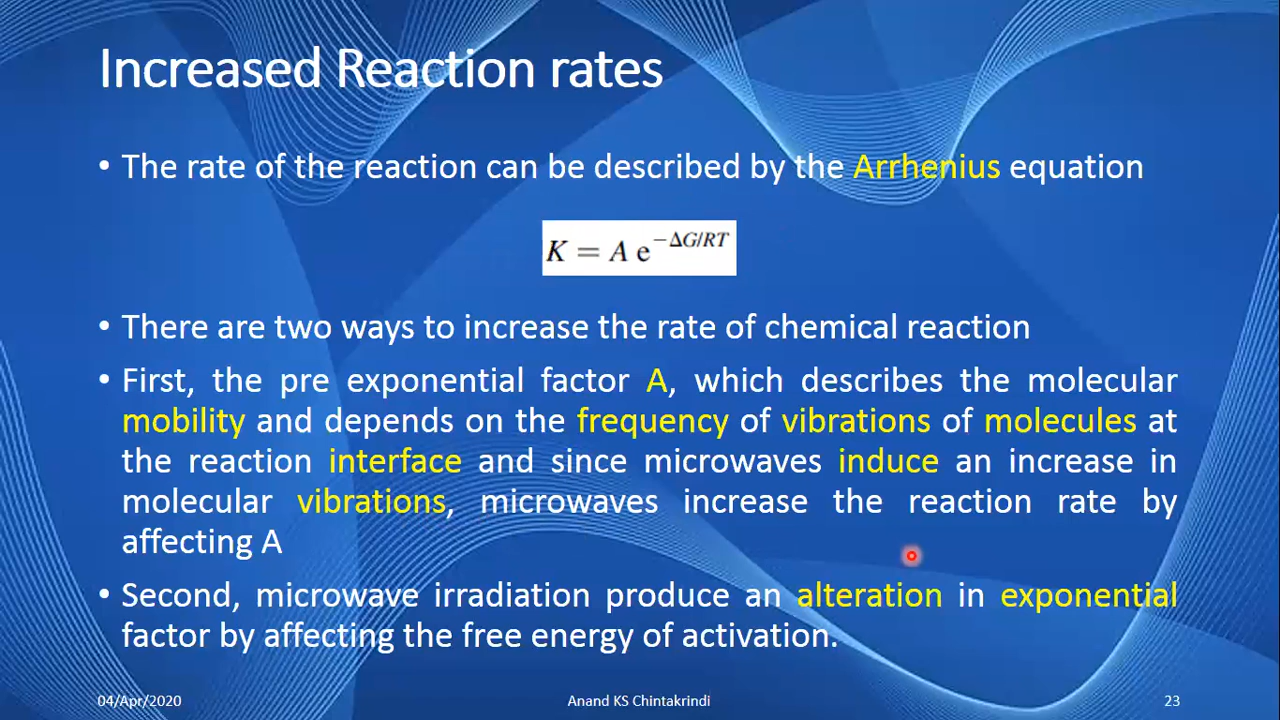 Increased Reaction rates
• The rate of the reaction can be described by the Arrhenius equation
K = A e^{-ΔG/RT}
• There are two ways to increase the rate of chemical reaction
• First, the pre exponential factor A, which describes the molecular
mobility and depends on the frequency of vibrations of molecules at
the reaction interface and since microwaves induce an increase in
molecular vibrations, microwaves increase the reaction rate by
affecting A
• Second, microwave irradiation produce an alteration in exponential
factor by affecting the free energy of activation.
04/Apr/2020 Anand KS Chintakrindi 23